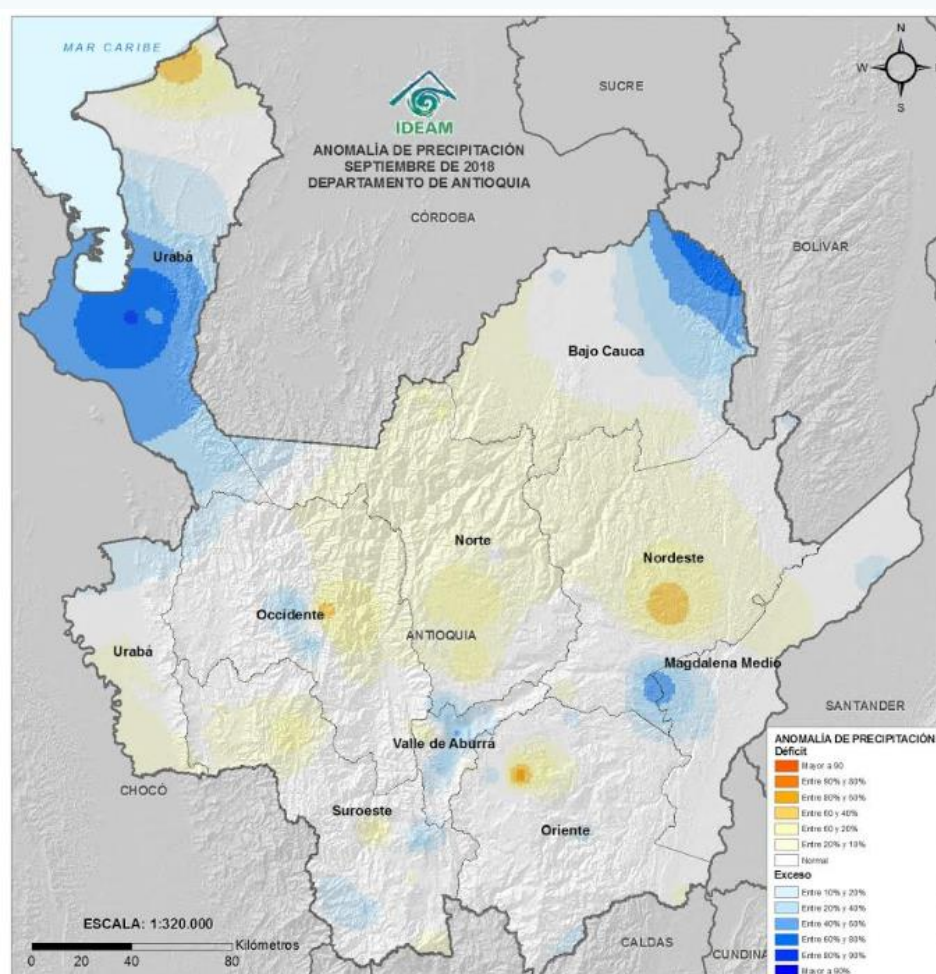 MAR CARIBE
N
W
S
SUCRE
IDEAM
ANOMALÍA DE PRECIPITACIÓN
SEPTIEMBRE DE 2018
DEPARTAMENTO DE ANTIOQUIA
CÓRDOBA
BOLÍVAR
Urabá
Bajo Cauca
Norte
Nordeste
Occidente
ANTIOQUIA
Urabá
Magdalena Medio
SANTANDER
Valle de Aburrá
CHOCÓ
Suroeste
Oriente
ANOMALÍA DE PRECIPITACIÓN
Déficit
Mayor a 90
Entre 90% y 80%
Entre 80% y 60%
Entre 60 y 40%
Entre 60 y 20%
Entre 20% y 10%
Normal
Exceso
Entre 10% y 20%
Entre 20% y 40%
Entre 40% y 60%
Entre 60% y 80%
Entre 80% y 90%
Mayor a 90%
ESCALA: 1:320.000
Kilómetros
0 20 40 80
CALDAS
CUNDINA